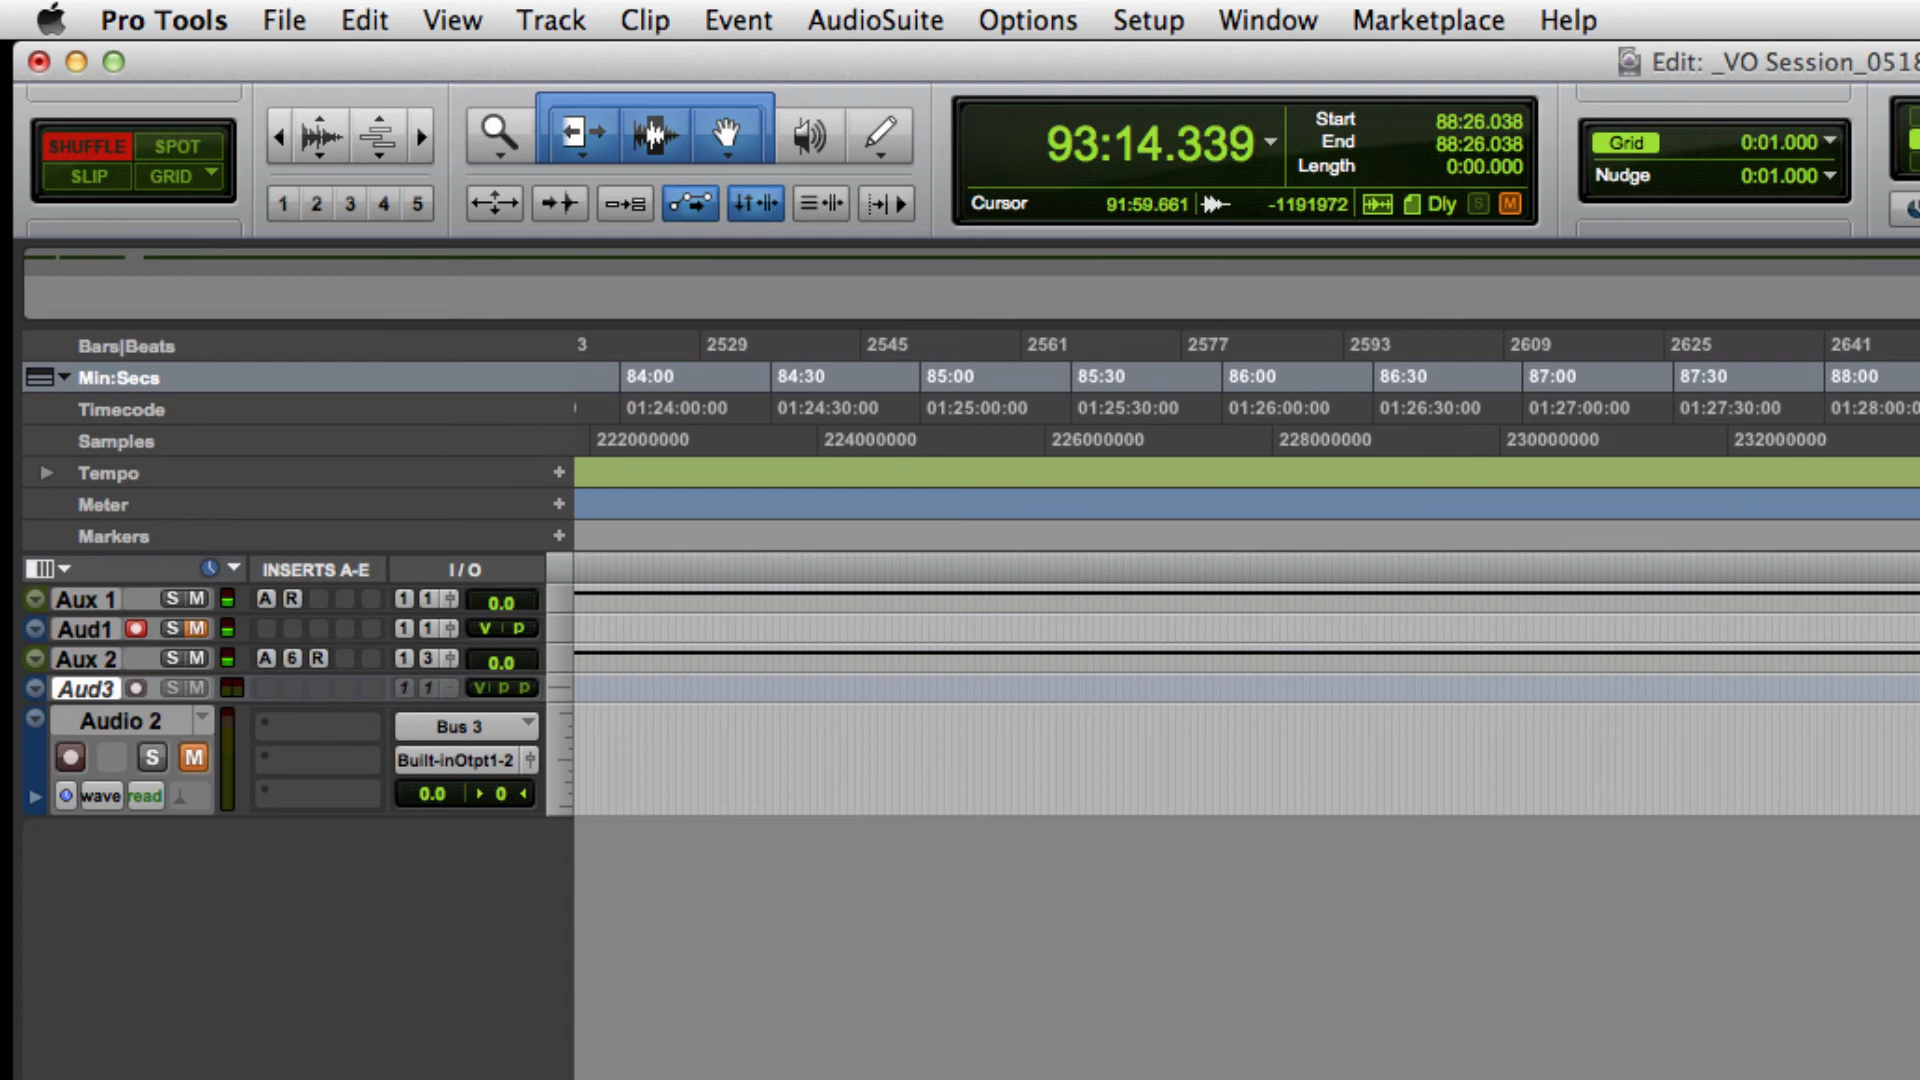 Pro Tools File Edit View Track Clip Event AudioSuite Options Setup Window Marketplace Help
Edit: _VO Session_0518
SHUFFLE SPOT
SLIP GRID
1 2 3 4 5
93:14.339
Start 88:26.038
End 88:26.038
Length 0:00.000
Cursor 91:59.661 -1191972 Dly S M
Grid 0:01.000
Nudge 0:01.000
Bars|Beats 3 2529 2545 2561 2577 2593 2609 2625 2641
Min:Secs 84:00 84:30 85:00 85:30 86:00 86:30 87:00 87:30 88:00
Timecode 01:24:00:00 01:24:30:00 01:25:00:00 01:25:30:00 01:26:00:00 01:26:30:00 01:27:00:00 01:27:30:00 01:28:00:0
Samples 222000000 224000000 226000000 228000000 230000000 232000000
Tempo +
Meter +
Markers +
INSERTS A-E I / O
Aux 1 S M A R 1 1 0.0
Aud1 S M 1 1 V P
Aux 2 S M A 6 R 1 3 0.0
Aud3 S M 1 1 V P P
Audio 2 Bus 3
S M Built-inOtpt1-2
wave read 0.0 0